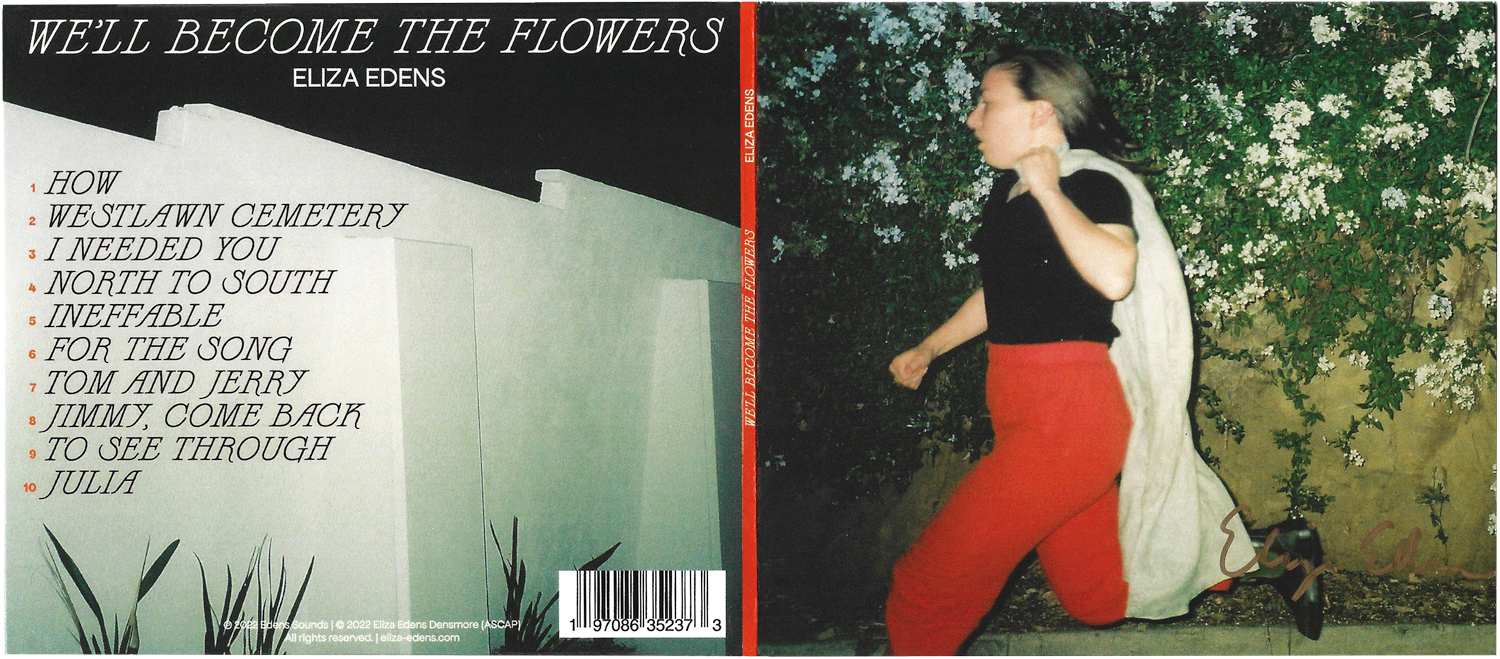 WE'LL BECOME THE FLOWERS
ELIZA EDENS
1 HOW
2 WESTLAWN CEMETERY
3 I NEEDED YOU
4 NORTH TO SOUTH
5 INEFFABLE
6 FOR THE SONG
7 TOM AND JERRY
8 JIMMY, COME BACK
9 TO SEE THROUGH
10 JULIA
℗ 2022 Edens Sounds | © 2022 Eliza Edens Densmore (ASCAP)
All rights reserved. | eliza-edens.com
1 97086 35237 3
ELIZA EDENS
WE'LL BECOME THE FLOWERS
Eliza Edens